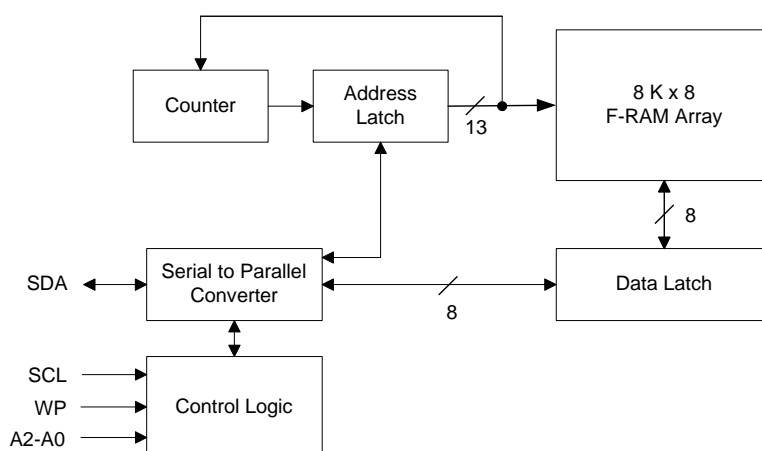 Counter
Address
Latch
13
8 K x 8
F-RAM Array
8
SDA
Serial to Parallel
Converter
8
Data Latch
SCL
WP
A2-A0
Control Logic